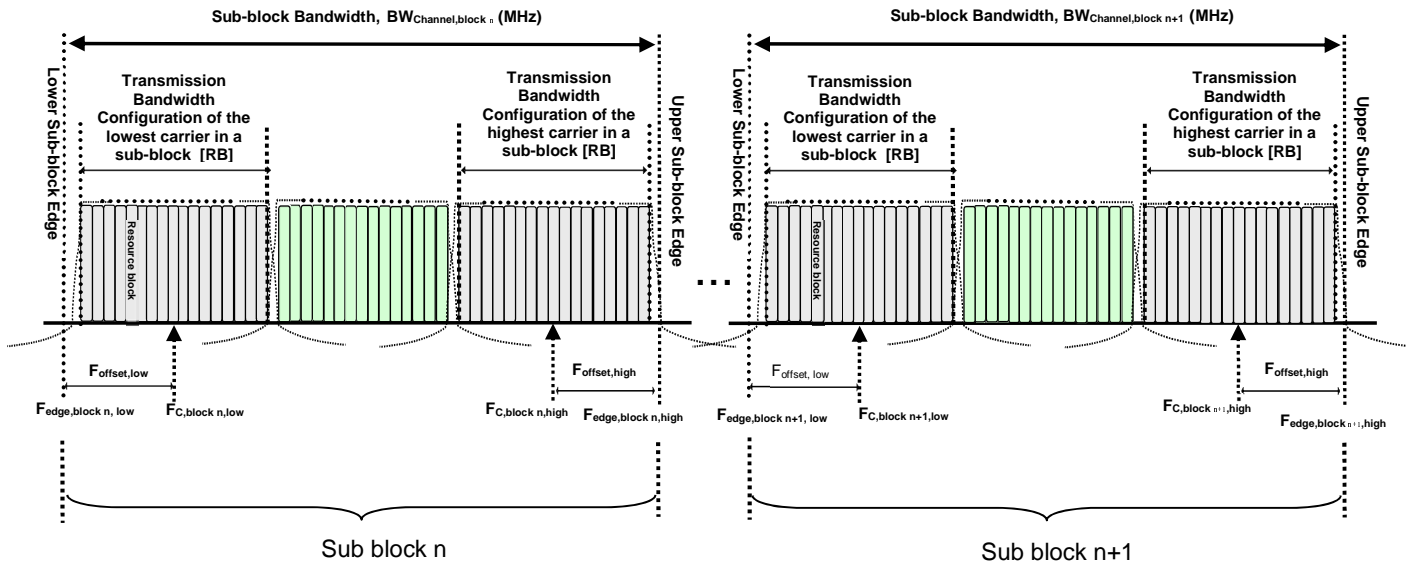 Sub-block Bandwidth, BWChannel,block n (MHz)
Lower Sub-block Edge
Transmission
Bandwidth
Configuration of the
lowest carrier in a
sub-block [RB]
Transmission
Bandwidth
Configuration of the
highest carrier in a
sub-block [RB]
Upper Sub-block Edge
Resource block
Foffset,low
Foffset,high
Fedge,block n, low
FC,block n,low
FC,block n,high
Fedge,block n,high
Sub block n
...
Sub-block Bandwidth, BWChannel,block n+1 (MHz)
Lower Sub-block Edge
Transmission
Bandwidth
Configuration of the
lowest carrier in a
sub-block [RB]
Transmission
Bandwidth
Configuration of the
highest carrier in a
sub-block [RB]
Upper Sub-block Edge
Resource block
Foffset, low
Foffset,high
Fedge,block n+1, low
FC,block n+1,low
FC,block n+1,high
Fedge,block n+1,high
Sub block n+1